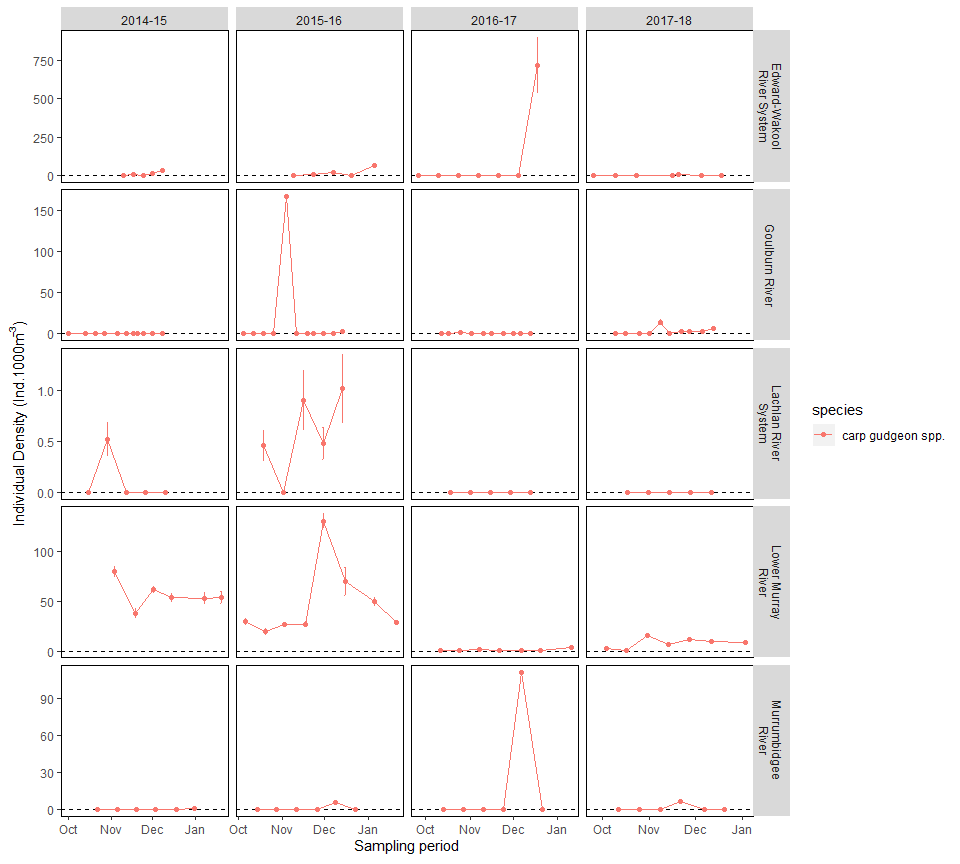 2014-15
2015-16
2016-17
2017-18
750
500
250
0
Edward-Wakool
River System
150
100
50
0
Goulburn River
1.0
0.5
0.0
Lachlan River
System
100
50
0
Lower Murray
River
90
60
30
0
Murrumbidgee
River
Individual Density (Ind.1000m⁻³)
Oct
Nov
Dec
Jan
Oct
Nov
Dec
Jan
Oct
Nov
Dec
Jan
Oct
Nov
Dec
Jan
Sampling period
species
carp gudgeon spp.